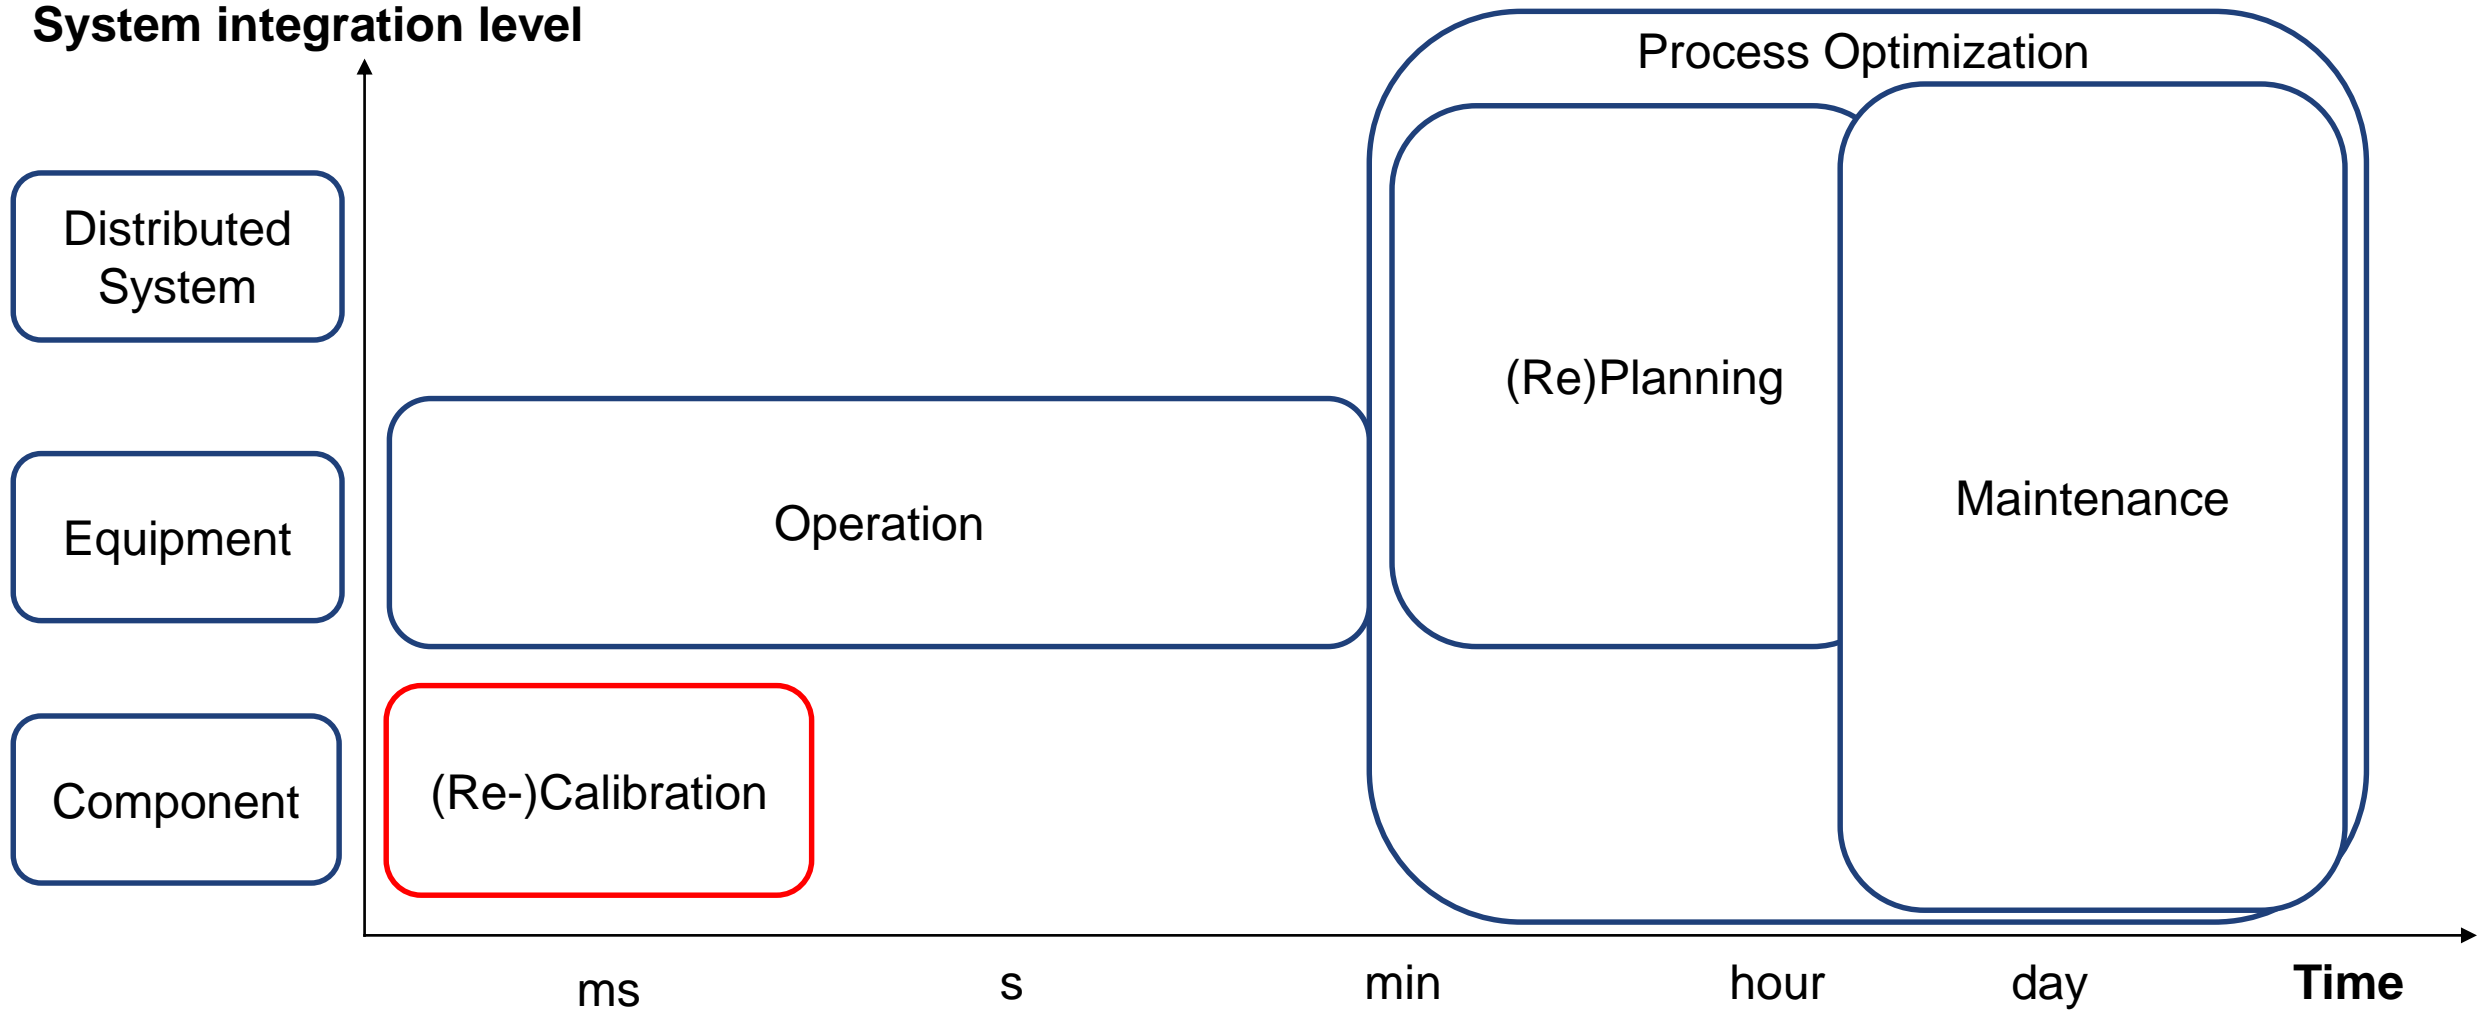 System integration level
Process Optimization
Distributed
System
(Re)Planning
Maintenance
Operation
Equipment
(Re-)Calibration
Component
ms
s
min
hour
day
Time